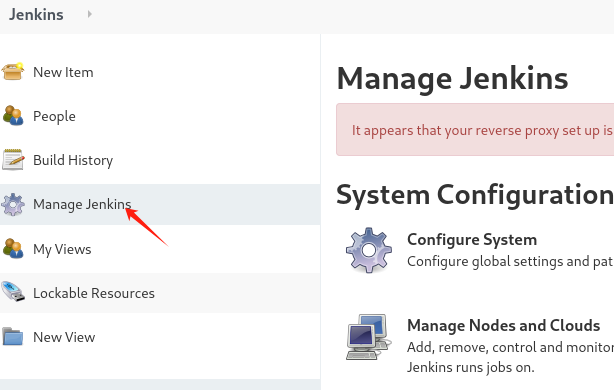 Jenkins
New Item
People
Build History
Manage Jenkins
My Views
Lockable Resources
New View
Manage Jenkins
It appears that your reverse proxy set up is
System Configuration
Configure System
Configure global settings and pat
Manage Nodes and Clouds
Add, remove, control and monitor
Jenkins runs jobs on.